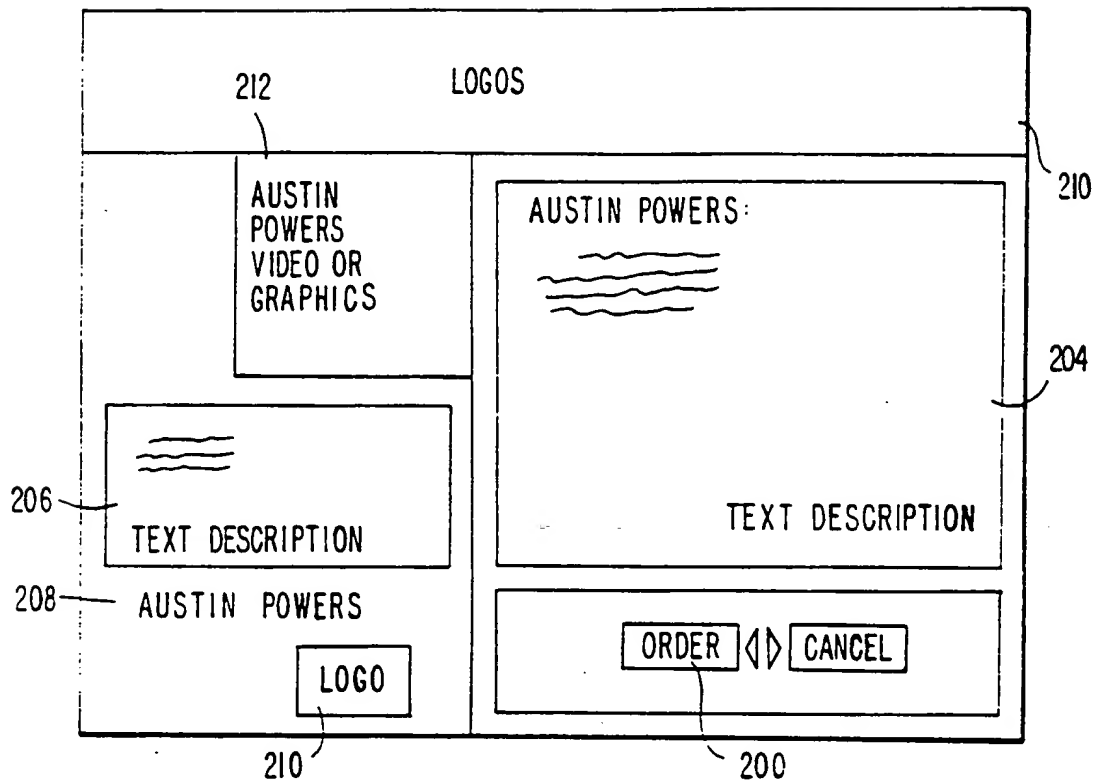 212
LOGOS
210
AUSTIN
POWERS
VIDEO OR
GRAPHICS
AUSTIN POWERS:
204
206
TEXT DESCRIPTION
TEXT DESCRIPTION
208
AUSTIN POWERS
ORDER
CANCEL
LOGO
210
200